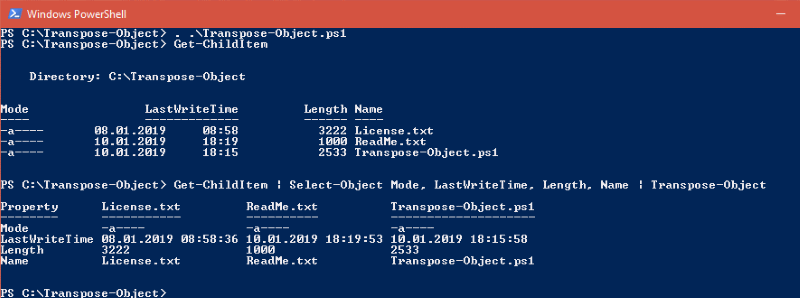 Windows PowerShell
PS C:\Transpose-Object> . .\Transpose-Object.ps1
PS C:\Transpose-Object> Get-ChildItem
    Directory: C:\Transpose-Object
Mode                LastWriteTime         Length Name
----                -------------         ------ ----
-a----       08.01.2019     08:58           3222 License.txt
-a----       10.01.2019     18:19           1000 ReadMe.txt
-a----       10.01.2019     18:15           2533 Transpose-Object.ps1
PS C:\Transpose-Object> Get-ChildItem | Select-Object Mode, LastWriteTime, Length, Name | Transpose-Object
Property      License.txt         ReadMe.txt          Transpose-Object.ps1
--------      -----------         ----------          --------------------
Mode          -a----              -a----              -a----
LastWriteTime 08.01.2019 08:58:36 10.01.2019 18:19:53 10.01.2019 18:15:58
Length        3222                1000                2533
Name          License.txt         ReadMe.txt          Transpose-Object.ps1
PS C:\Transpose-Object>